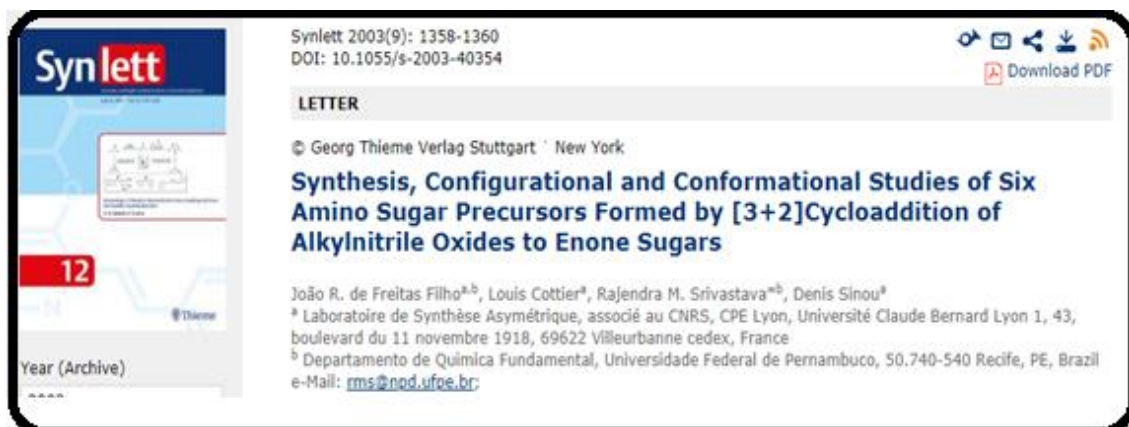 Synlett
12
Thieme
Year (Archive)
Synlett 2003(9): 1358-1360
DOI: 10.1055/s-2003-40354
Download PDF
LETTER
© Georg Thieme Verlag Stuttgart ˙ New York
Synthesis, Configurational and Conformational Studies of Six
Amino Sugar Precursors Formed by [3+2]Cycloaddition of
Alkylnitrile Oxides to Enone Sugars
João R. de Freitas Filhoa,b, Louis Cottiera, Rajendra M. Srivastava*b, Denis Sinoua
a Laboratoire de Synthèse Asymétrique, associé au CNRS, CPE Lyon, Université Claude Bernard Lyon 1, 43,
boulevard du 11 novembre 1918, 69622 Villeurbanne cedex, France
b Departamento de Química Fundamental, Universidade Federal de Pernambuco, 50.740-540 Recife, PE, Brazil
e-Mail: rms@npd.ufpe.br;